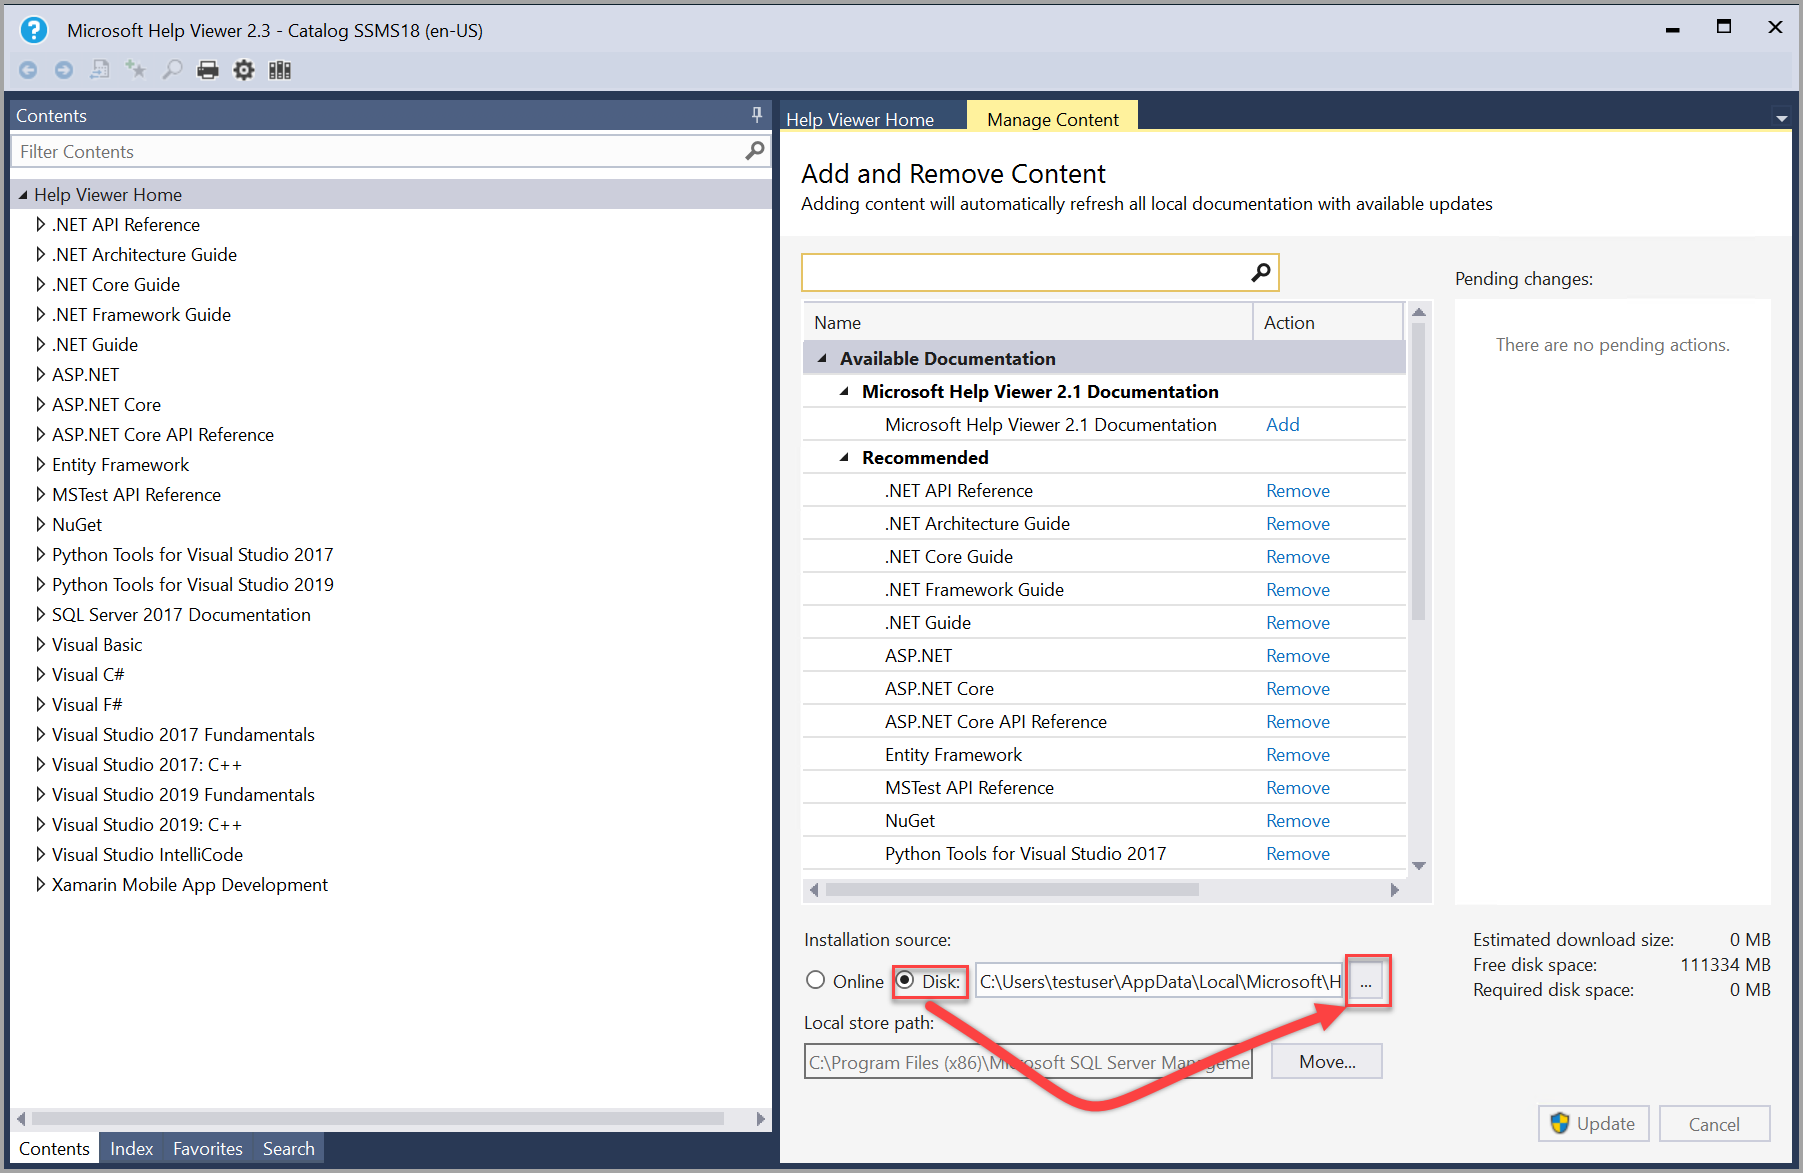 Microsoft Help Viewer 2.3 - Catalog SSMS18 (en-US)
Contents
Filter Contents
Help Viewer Home
.NET API Reference
.NET Architecture Guide
.NET Core Guide
.NET Framework Guide
.NET Guide
ASP.NET
ASP.NET Core
ASP.NET Core API Reference
Entity Framework
MSTest API Reference
NuGet
Python Tools for Visual Studio 2017
Python Tools for Visual Studio 2019
SQL Server 2017 Documentation
Visual Basic
Visual C#
Visual F#
Visual Studio 2017 Fundamentals
Visual Studio 2017: C++
Visual Studio 2019 Fundamentals
Visual Studio 2019: C++
Visual Studio IntelliCode
Xamarin Mobile App Development
Contents Index Favorites Search
Help Viewer Home Manage Content
Add and Remove Content
Adding content will automatically refresh all local documentation with available updates
Name Action
Available Documentation
Microsoft Help Viewer 2.1 Documentation
Microsoft Help Viewer 2.1 Documentation Add
Recommended
.NET API Reference Remove
.NET Architecture Guide Remove
.NET Core Guide Remove
.NET Framework Guide Remove
.NET Guide Remove
ASP.NET Remove
ASP.NET Core Remove
ASP.NET Core API Reference Remove
Entity Framework Remove
MSTest API Reference Remove
NuGet Remove
Python Tools for Visual Studio 2017 Remove
Pending changes:
There are no pending actions.
Installation source:
Online Disk: C:\Users\testuser\AppData\Local\Microsoft\H ...
Local store path:
C:\Program Files (x86)\Microsoft SQL Server Manageme Move...
Estimated download size: 0 MB
Free disk space: 111334 MB
Required disk space: 0 MB
Update Cancel